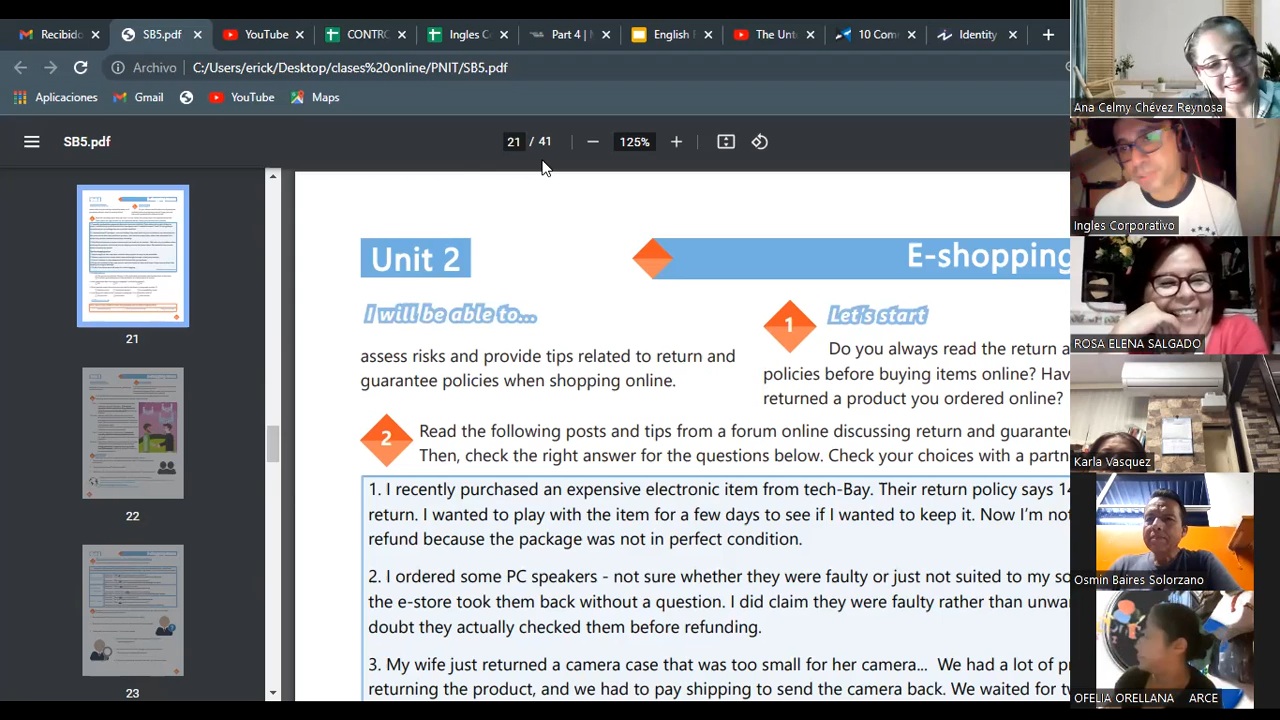 Recibido
SB5.pdf
YouTube
CONTRO
Ingles C
Part 4 |
English
The Unt
10 Com
Identity
Archivo
C:/Users/erick/Desktop/clases%20online/PNIT/SB5.pdf
Aplicaciones
Gmail
YouTube
Maps
SB5.pdf
21 / 41
125%
21
22
23
Unit 2
E-shopping
I will be able to...
assess risks and provide tips related to return and
guarantee policies when shopping online.
1
Let's start
Do you always read the return a
policies before buying items online? Hav
returned a product you ordered online?
2
Read the following posts and tips from a forum online discussing return and guarante
Then, check the right answer for the questions below. Check your choices with a partn
1. I recently purchased an expensive electronic item from tech-Bay. Their return policy says 14
return. I wanted to play with the item for a few days to see if I wanted to keep it. Now I'm not
refund because the package was not in perfect condition.
2. I ordered some PC speakers - not sure whether they were faulty or just not suited to my so
the e-store took them back without a question. I did claim they were faulty rather than unwa
doubt they actually checked them before refunding.
3. My wife just returned a camera case that was too small for her camera... We had a lot of p
returning the product, and we had to pay shipping to send the camera back. We waited for tw
Ana Celmy Chévez Reynosa
Ingles Corporativo
ROSA ELENA SALGADO
Karla Vasquez
Osmin Baires Solorzano
OFELIA ORELLANA ARCE